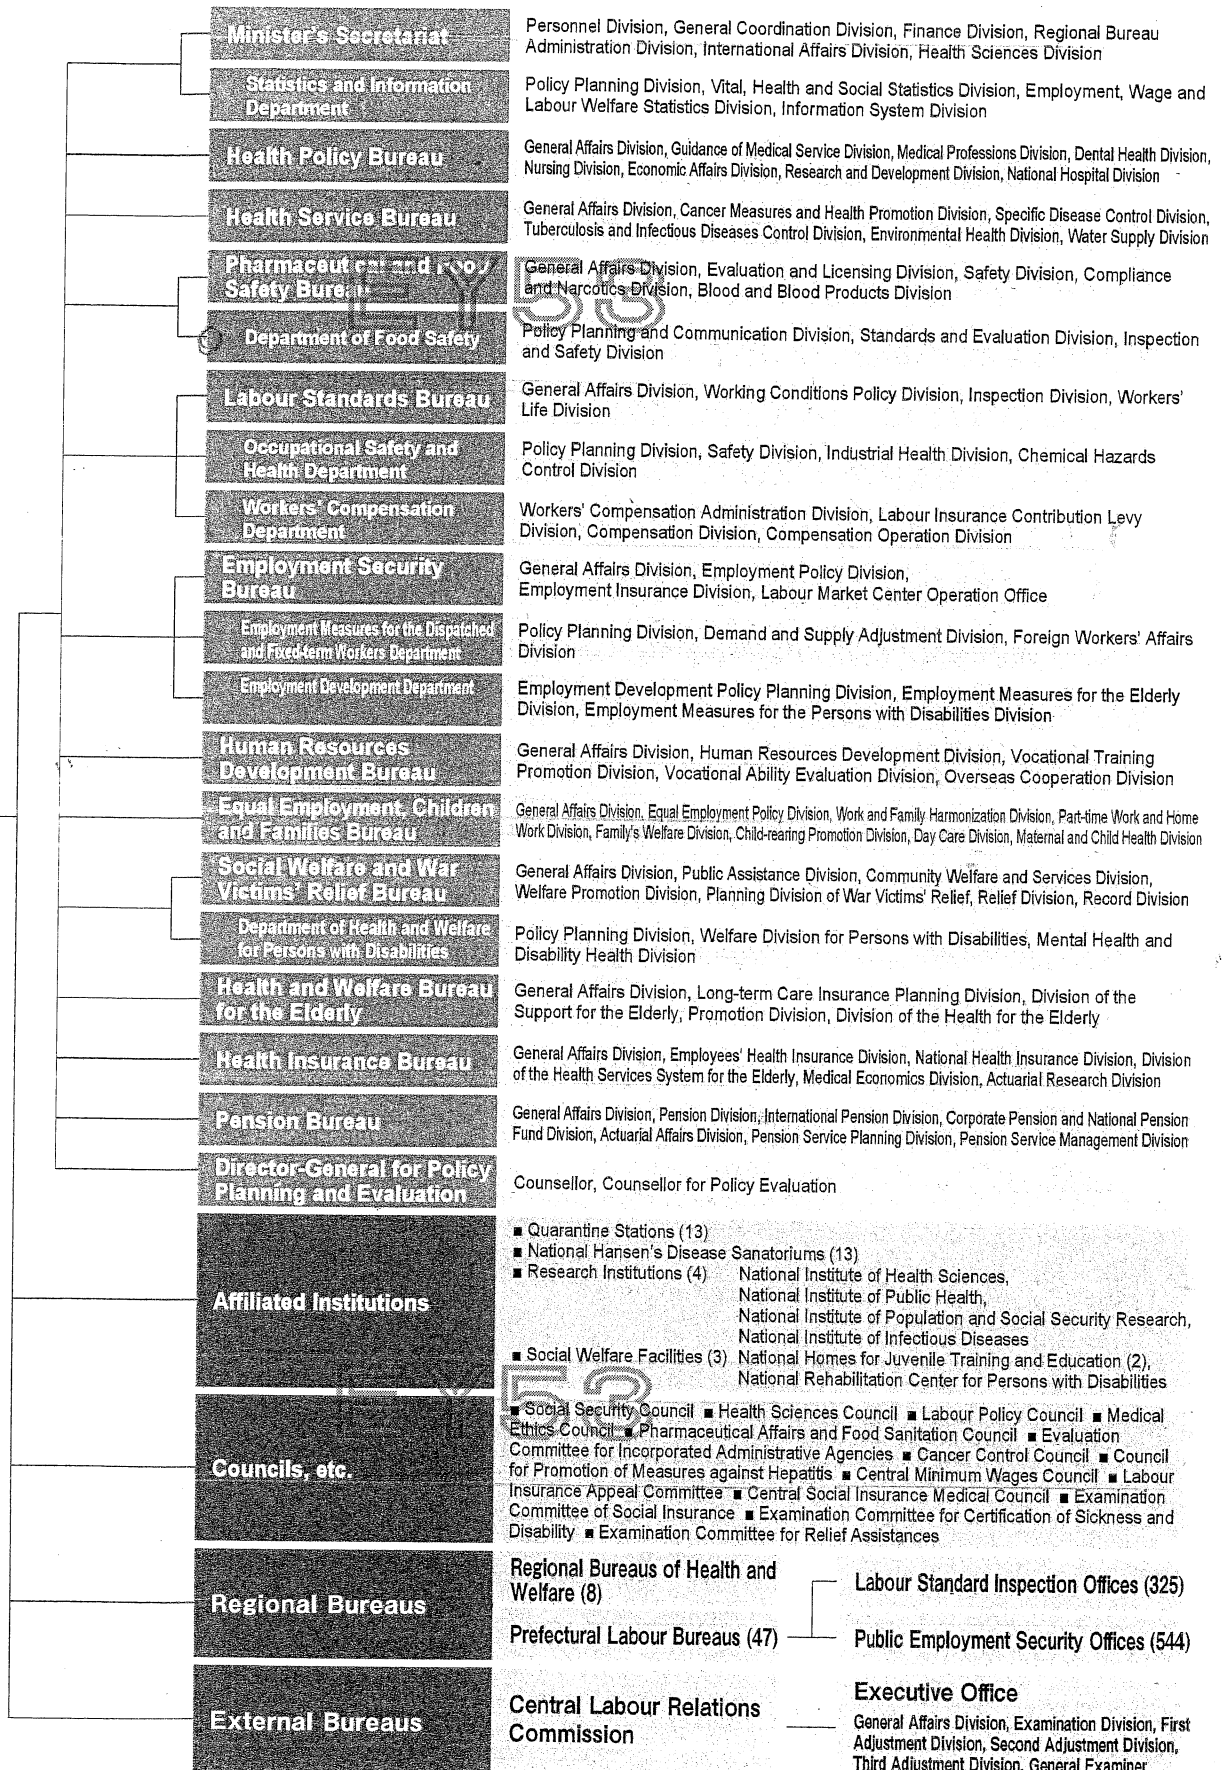 Minister's Secretariat
Personnel Division, General Coordination Division, Finance Division, Regional Bureau
Administration Division, International Affairs Division, Health Sciences Division
Statistics and Information
Department
Policy Planning Division, Vital, Health and Social Statistics Division, Employment, Wage and
Labour Welfare Statistics Division, Information System Division
Health Policy Bureau
General Affairs Division, Guidance of Medical Service Division, Medical Professions Division, Dental Health Division,
Nursing Division, Economic Affairs Division, Research and Development Division, National Hospital Division
Health Service Bureau
General Affairs Division, Cancer Measures and Health Promotion Division, Specific Disease Control Division,
Tuberculosis and Infectious Diseases Control Division, Environmental Health Division, Water Supply Division
Pharmaceutical and Food
Safety Bureau
General Affairs Division, Evaluation and Licensing Division, Safety Division, Compliance
and Narcotics Division, Blood and Blood Products Division
EY53
Department of Food Safety
Policy Planning and Communication Division, Standards and Evaluation Division, Inspection
and Safety Division
Labour Standards Bureau
General Affairs Division, Working Conditions Policy Division, Inspection Division, Workers'
Life Division
Occupational Safety and
Health Department
Policy Planning Division, Safety Division, Industrial Health Division, Chemical Hazards
Control Division
Workers' Compensation
Department
Workers' Compensation Administration Division, Labour Insurance Contribution Levy
Division, Compensation Division, Compensation Operation Division
Employment Security
Bureau
General Affairs Division, Employment Policy Division,
Employment Insurance Division, Labour Market Center Operation Office
Employment Measures for the Dispatched
and Fixed-term Workers Department
Policy Planning Division, Demand and Supply Adjustment Division, Foreign Workers' Affairs
Division
Employment Development Department
Employment Development Policy Planning Division, Employment Measures for the Elderly
Division, Employment Measures for the Persons with Disabilities Division
Human Resources
Development Bureau
General Affairs Division, Human Resources Development Division, Vocational Training
Promotion Division, Vocational Ability Evaluation Division, Overseas Cooperation Division
Equal Employment, Children
and Families Bureau
General Affairs Division, Equal Employment Policy Division, Work and Family Harmonization Division, Part-time Work and Home
Work Division, Family's Welfare Division, Child-rearing Promotion Division, Day Care Division, Maternal and Child Health Division
Social Welfare and War
Victims' Relief Bureau
General Affairs Division, Public Assistance Division, Community Welfare and Services Division,
Welfare Promotion Division, Planning Division of War Victims' Relief, Relief Division, Record Division
Department of Health and Welfare
for Persons with Disabilities
Policy Planning Division, Welfare Division for Persons with Disabilities, Mental Health and
Disability Health Division
Health and Welfare Bureau
for the Elderly
General Affairs Division, Long-term Care Insurance Planning Division, Division of the
Support for the Elderly, Promotion Division, Division of the Health for the Elderly
Health Insurance Bureau
General Affairs Division, Employees' Health Insurance Division, National Health Insurance Division, Division
of the Health Services System for the Elderly, Medical Economics Division, Actuarial Research Division
Pension Bureau
General Affairs Division, Pension Division, International Pension Division, Corporate Pension and National Pension
Fund Division, Actuarial Affairs Division, Pension Service Planning Division, Pension Service Management Division
Director-General for Policy
Planning and Evaluation
Counsellor, Counsellor for Policy Evaluation
Affiliated Institutions
■ Quarantine Stations (13)
■ National Hansen's Disease Sanatoriums (13)
■ Research Institutions (4) National Institute of Health Sciences,
National Institute of Public Health,
National Institute of Population and Social Security Research,
National Institute of Infectious Diseases
■ Social Welfare Facilities (3) National Homes for Juvenile Training and Education (2),
National Rehabilitation Center for Persons with Disabilities
EY53
Councils, etc.
■ Social Security Council ■ Health Sciences Council ■ Labour Policy Council ■ Medical
Ethics Council ■ Pharmaceutical Affairs and Food Sanitation Council ■ Evaluation
Committee for Incorporated Administrative Agencies ■ Cancer Control Council ■ Council
for Promotion of Measures against Hepatitis ■ Central Minimum Wages Council ■ Labour
Insurance Appeal Committee ■ Central Social Insurance Medical Council ■ Examination
Committee of Social Insurance ■ Examination Committee for Certification of Sickness and
Disability ■ Examination Committee for Relief Assistances
Regional Bureaus
Regional Bureaus of Health and
Welfare (8)
Prefectural Labour Bureaus (47)
Labour Standard Inspection Offices (325)
Public Employment Security Offices (544)
External Bureaus
Central Labour Relations
Commission
Executive Office
General Affairs Division, Examination Division, First
Adjustment Division, Second Adjustment Division,
Third Adjustment Division, General Examiner